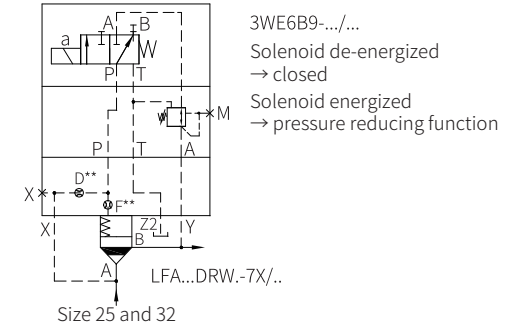 A B
3WE6B9-.../...
a
Solenoid de-energized
→ closed
P T
Solenoid energized
M
→ pressure reducing function
P T A
D**
X
F**
X Z2 Y
B
A
LFA...DRW.-7X/..
Size 25 and 32